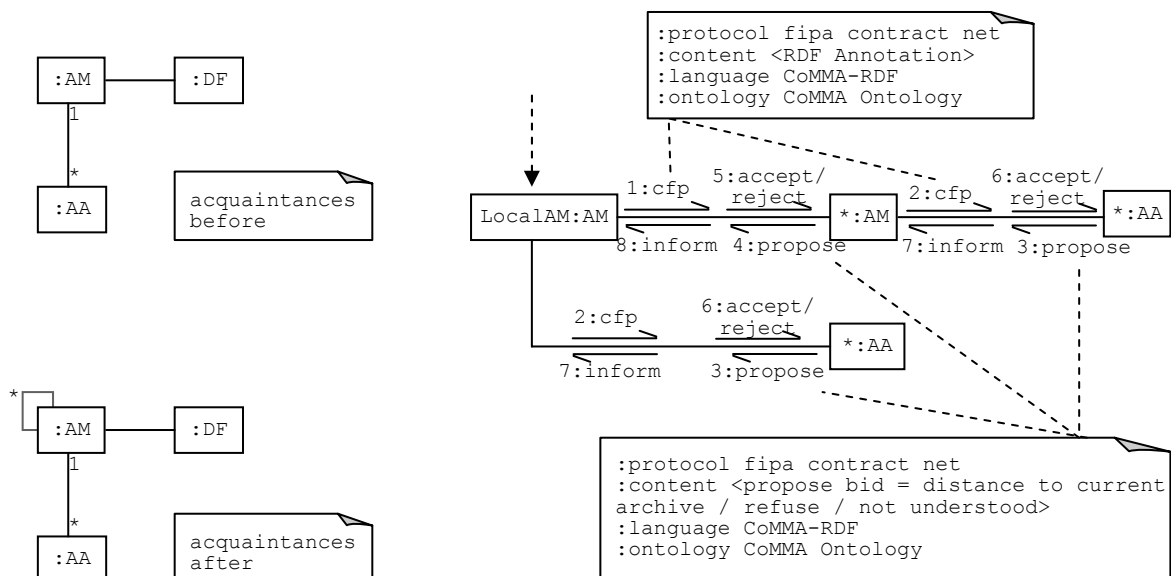 :AM
:DF
1
*
:AA
acquaintances
before
:protocol fipa contract net
:content <RDF Annotation>
:language CoMMA-RDF
:ontology CoMMA Ontology
LocalAM:AM
1:cfp
5:accept/
reject
8:inform
4:propose
*:AM
2:cfp
6:accept/
reject
7:inform
3:propose
*:AA
2:cfp
6:accept/
reject
7:inform
3:propose
*:AA
*
:AM
:DF
1
*
:AA
acquaintances
after
:protocol fipa contract net
:content <propose bid = distance to current
archive / refuse / not understood>
:language CoMMA-RDF
:ontology CoMMA Ontology